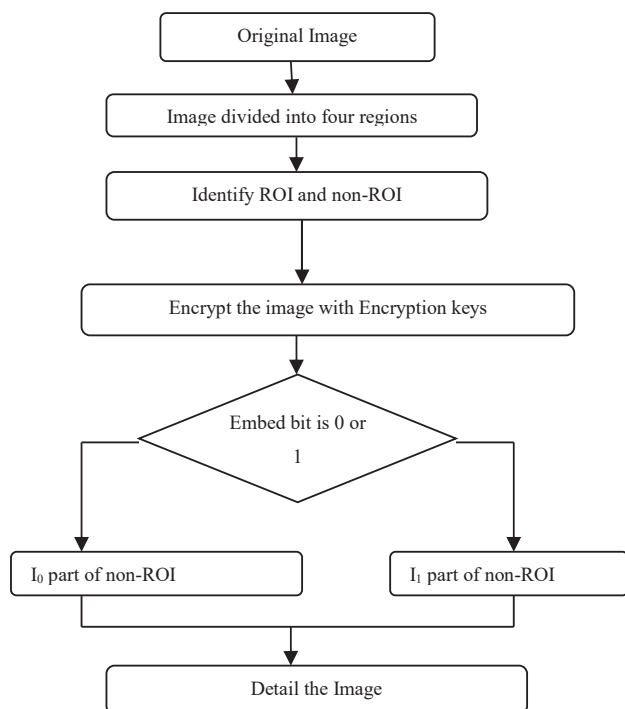 Original Image
Image divided into four regions
Identify ROI and non-ROI
Encrypt the image with Encryption keys
Embed bit is 0 or
1
I₀ part of non-ROI
I₁ part of non-ROI
Detail the Image